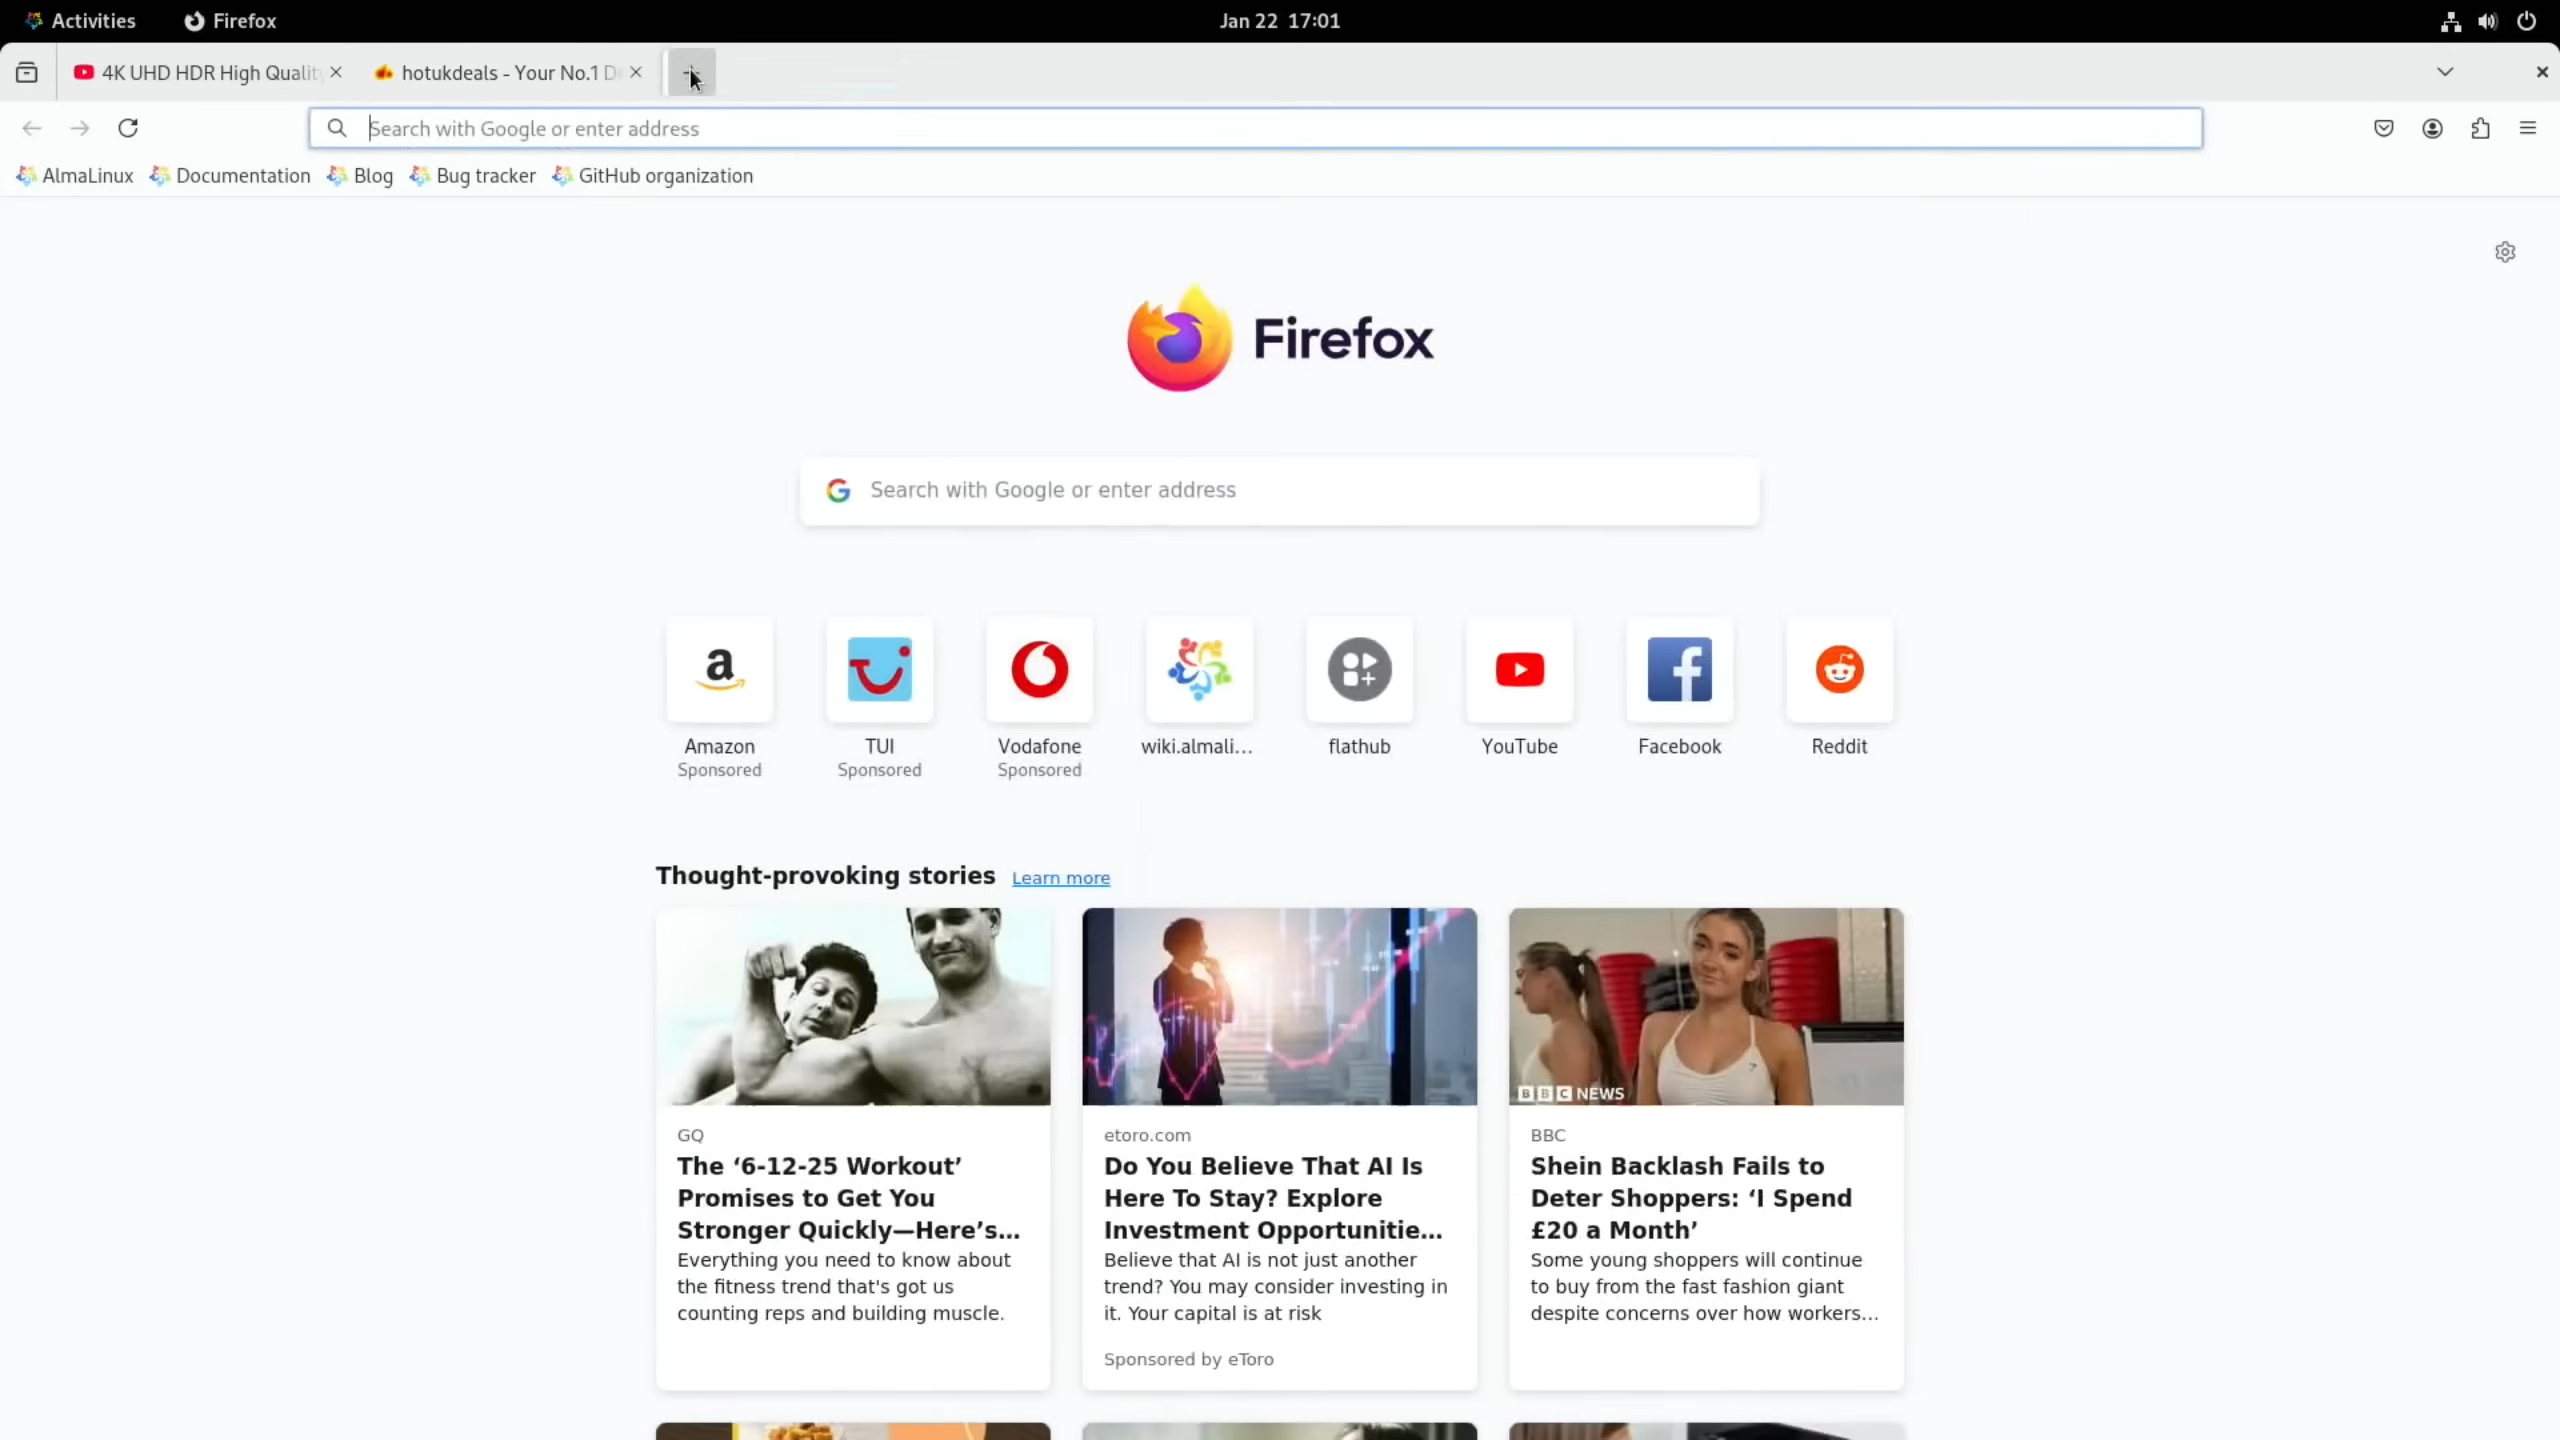 Activities
Firefox
Jan 22 17:01
4K UHD HDR High Quality
hotukdeals - Your No.1 D
Search with Google or enter address
AlmaLinux
Documentation
Blog
Bug tracker
GitHub organization
Firefox
Search with Google or enter address
Amazon
Sponsored
TUI
Sponsored
Vodafone
Sponsored
wiki.almali...
flathub
YouTube
Facebook
Reddit
Thought-provoking stories
Learn more
GQ
The ‘6-12-25 Workout’
Promises to Get You
Stronger Quickly—Here’s...
Everything you need to know about
the fitness trend that's got us
counting reps and building muscle.
etoro.com
Do You Believe That AI Is
Here To Stay? Explore
Investment Opportunitie...
Believe that AI is not just another
trend? You may consider investing in
it. Your capital is at risk
Sponsored by eToro
BBC NEWS
BBC
Shein Backlash Fails to
Deter Shoppers: ‘I Spend
£20 a Month’
Some young shoppers will continue
to buy from the fast fashion giant
despite concerns over how workers...